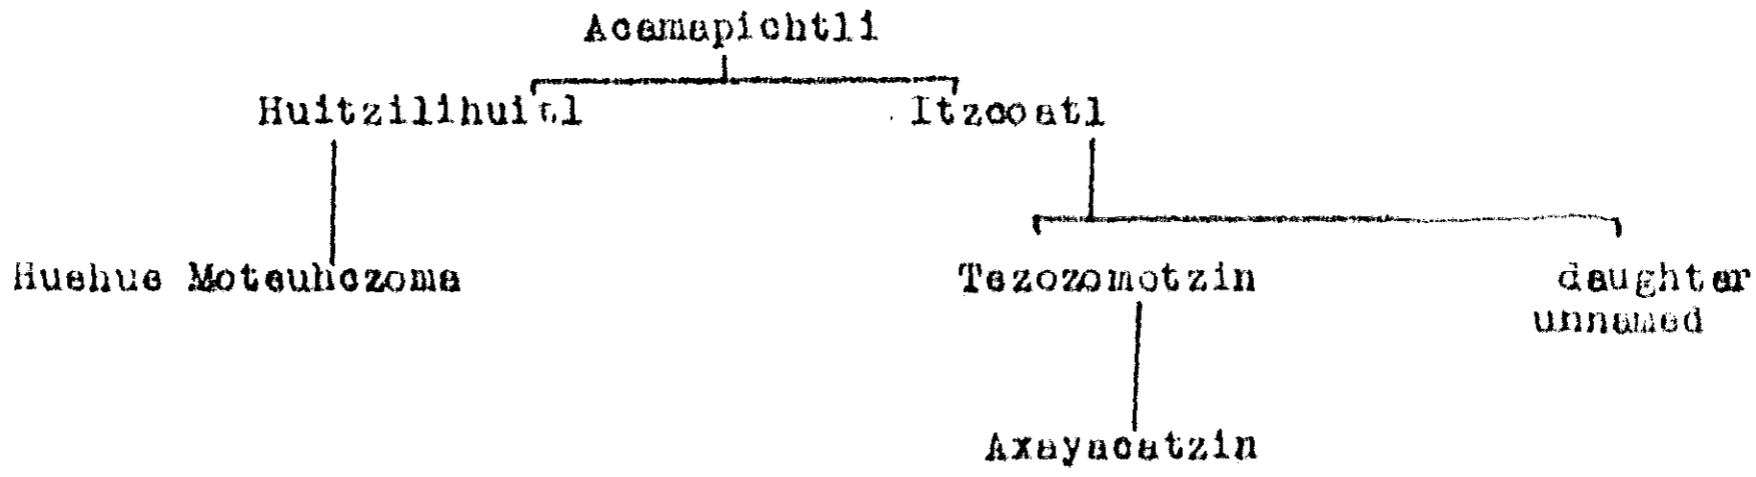 Acamapichtli
Huitzilihuitl Itzcoatl
Huehue Moteuhczoma Tezozomotzin daughter
unnamed
Axayacatzin